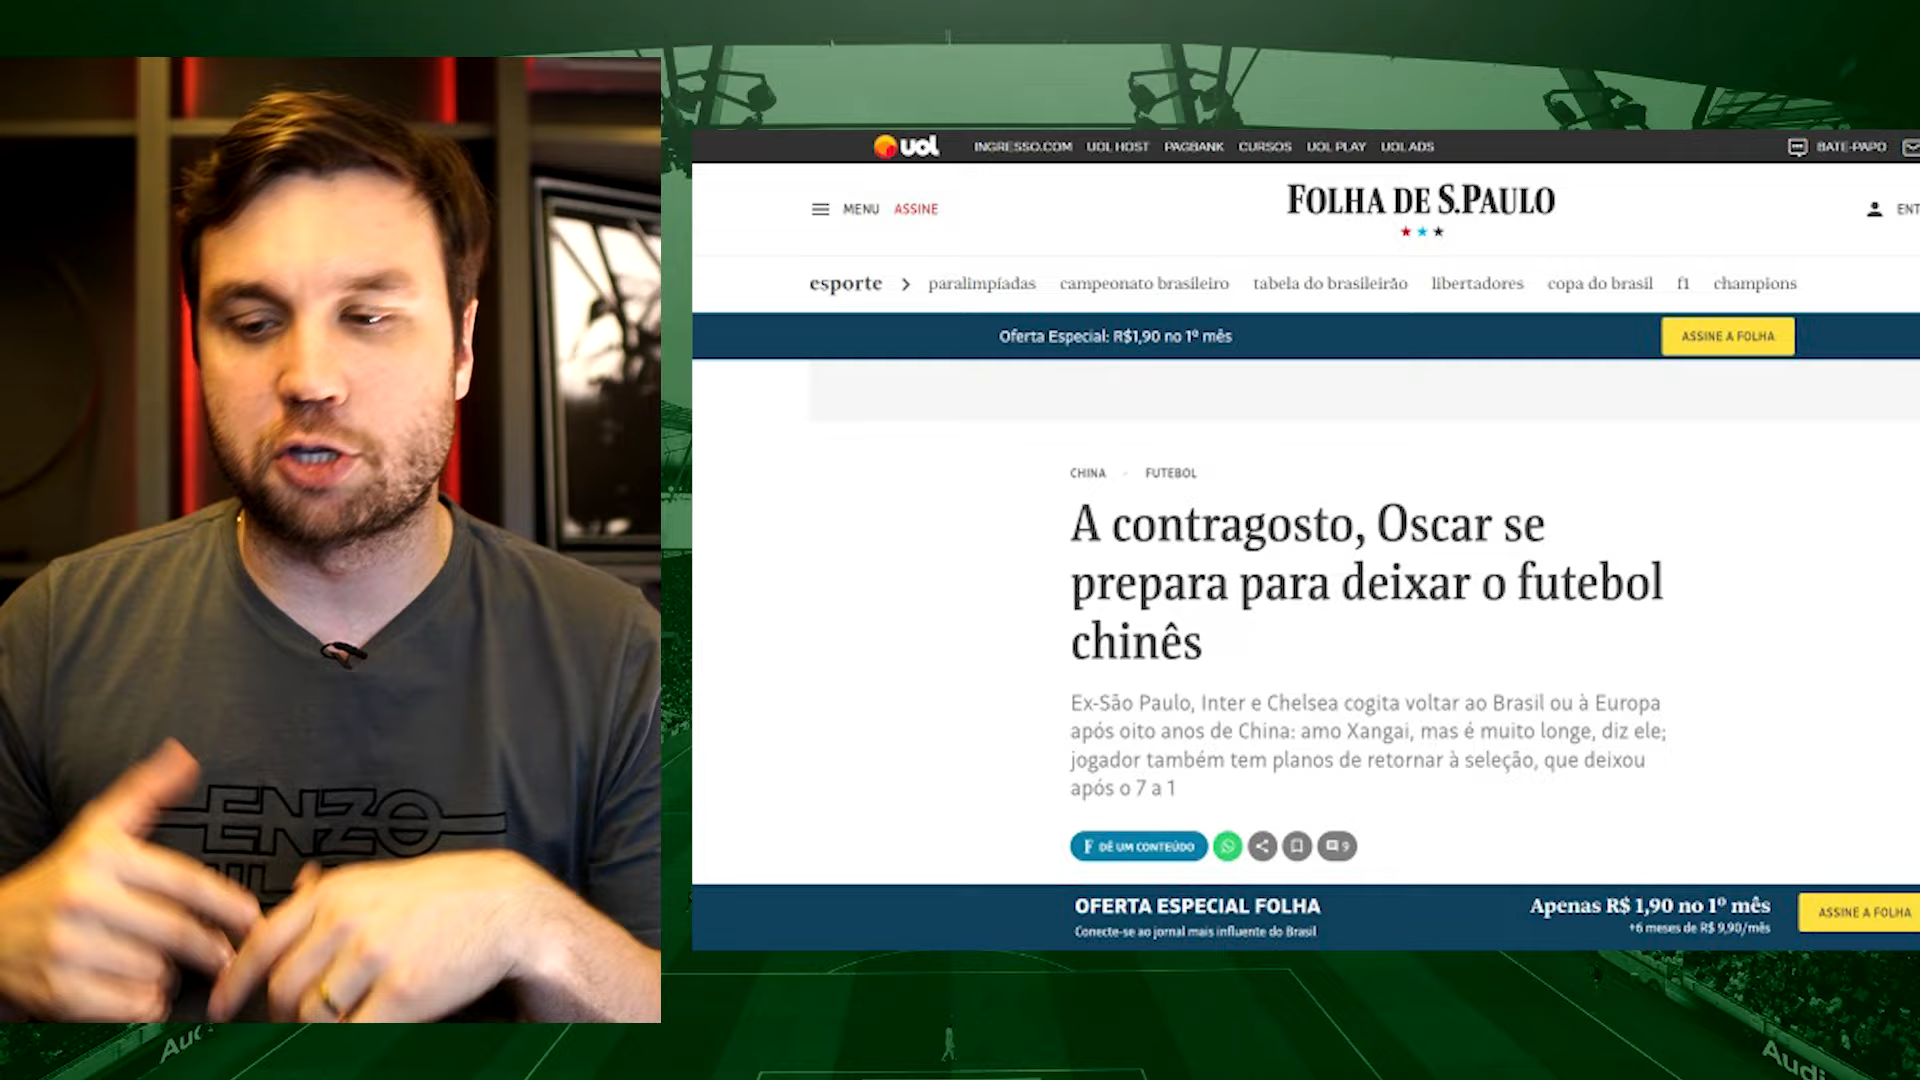 uol INGRESSO.COM UOL HOST PAGBANK CURSOS UOL PLAY UOL ADS BATE-PAPO
MENU ASSINE
FOLHA DE S.PAULO
ENT
esporte > paralimpíadas campeonato brasileiro tabela do brasileirão libertadores copa do brasil f1 champions
Oferta Especial: R$1,90 no 1º mês
ASSINE A FOLHA
CHINA FUTEBOL
A contragosto, Oscar se
prepara para deixar o futebol
chinês
Ex-São Paulo, Inter e Chelsea cogita voltar ao Brasil ou à Europa
após oito anos de China: amo Xangai, mas é muito longe, diz ele;
jogador também tem planos de retornar à seleção, que deixou
após o 7 a 1
F DÊ UM CONTEÚDO 9
OFERTA ESPECIAL FOLHA
Conecte-se ao jornal mais influente do Brasil
Apenas R$ 1,90 no 1º mês
+6 meses de R$ 9,90/mês
ASSINE A FOLHA
ENZO
Audi